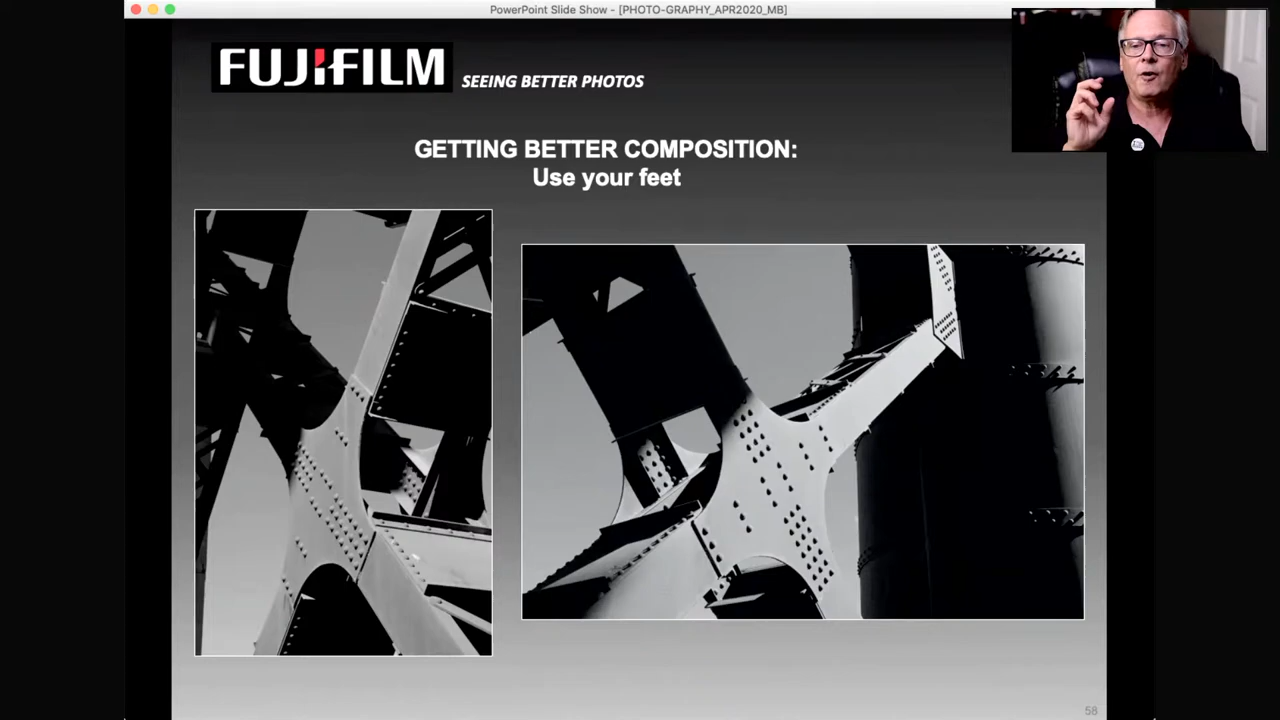 PowerPoint Slide Show - [PHOTO-GRAPHY_APR2020_MB]
FUJIFILM
SEEING BETTER PHOTOS
GETTING BETTER COMPOSITION:
Use your feet
58